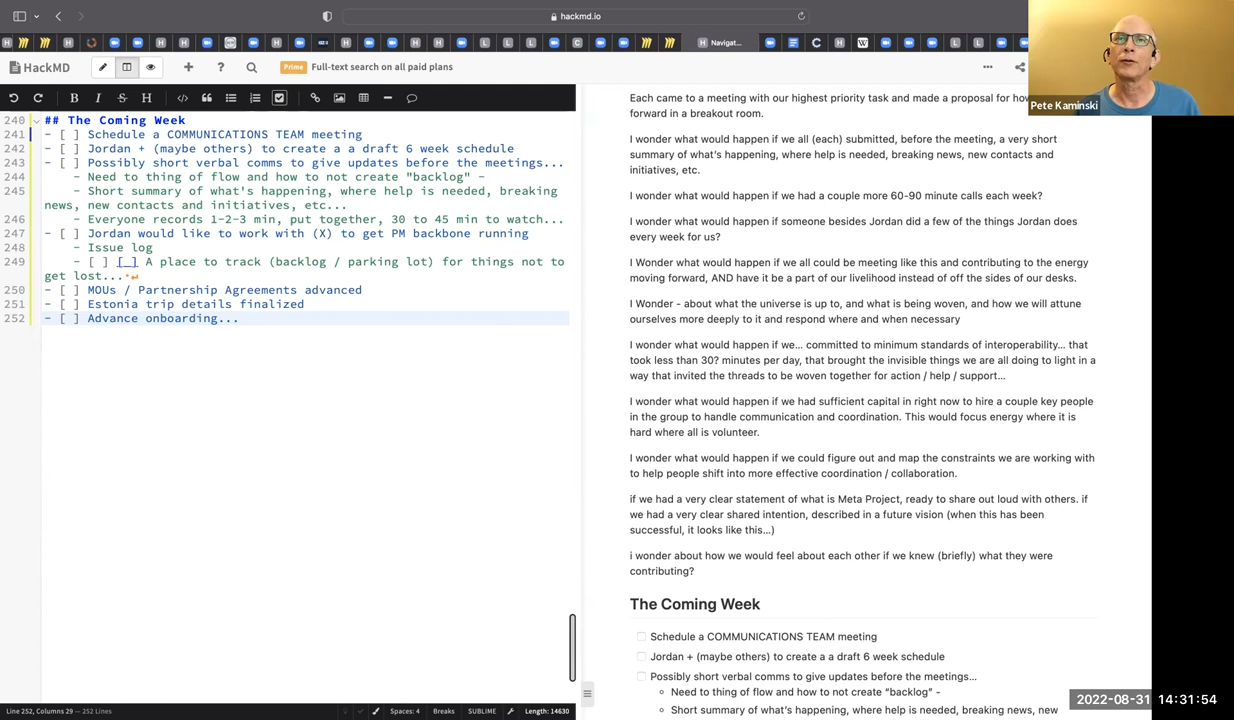 hackmd.io
Navigat...
HackMD
Prime Full-text search on all paid plans
Pete Kaminski
240 ## The Coming Week
241 - [ ] Schedule a COMMUNICATIONS TEAM meeting
242 - [ ] Jordan + (maybe others) to create a a draft 6 week schedule
243 - [ ] Possibly short verbal comms to give updates before the meetings...
244 - Need to thing of flow and how to not create "backlog" -
245 - Short summary of what's happening, where help is needed, breaking
news, new contacts and initiatives, etc...
246 - Everyone records 1-2-3 min, put together, 30 to 45 min to watch...
247 - [ ] Jordan would like to work with (X) to get PM backbone running
248 - Issue log
249 - [ ] [_] A place to track (backlog / parking lot) for things not to
get lost...
250 - [ ] MOUs / Partnership Agreements advanced
251 - [ ] Estonia trip details finalized
252 - [ ] Advance onboarding...
Line 252, Columns 29 — 252 Lines
Spaces: 4
Breaks
SUBLIME
Length: 14630
Each came to a meeting with our highest priority task and made a proposal for
forward in a breakout room.
I wonder what would happen if we all (each) submitted, before the meeting, a very short
summary of what's happening, where help is needed, breaking news, new contacts and
initiatives, etc.
I wonder what would happen if we had a couple more 60-90 minute calls each week?
I wonder what would happen if someone besides Jordan did a few of the things Jordan does
every week for us?
I Wonder what would happen if we all could be meeting like this and contributing to the energy
moving forward, AND have it be a part of our livelihood instead of off the sides of our desks.
I Wonder - about what the universe is up to, and what is being woven, and how we will attune
ourselves more deeply to it and respond where and when necessary
I wonder what would happen if we... committed to minimum standards of interoperability... that
took less than 30? minutes per day, that brought the invisible things we are all doing to light in a
way that invited the threads to be woven together for action / help / support...
I wonder what would happen if we had sufficient capital in right now to hire a couple key people
in the group to handle communication and coordination. This would focus energy where it is
hard where all is volunteer.
I wonder what would happen if we could figure out and map the constraints we are working with
to help people shift into more effective coordination / collaboration.
if we had a very clear statement of what is Meta Project, ready to share out loud with others. if
we had a very clear shared intention, described in a future vision (when this has been
successful, it looks like this...)
i wonder about how we would feel about each other if we knew (briefly) what they were
contributing?
The Coming Week
Schedule a COMMUNICATIONS TEAM meeting
Jordan + (maybe others) to create a a draft 6 week schedule
Possibly short verbal comms to give updates before the meetings...
Need to thing of flow and how to not create "backlog" -
Short summary of what's happening, where help is needed, breaking news, new
2022-08-31 14:31:54